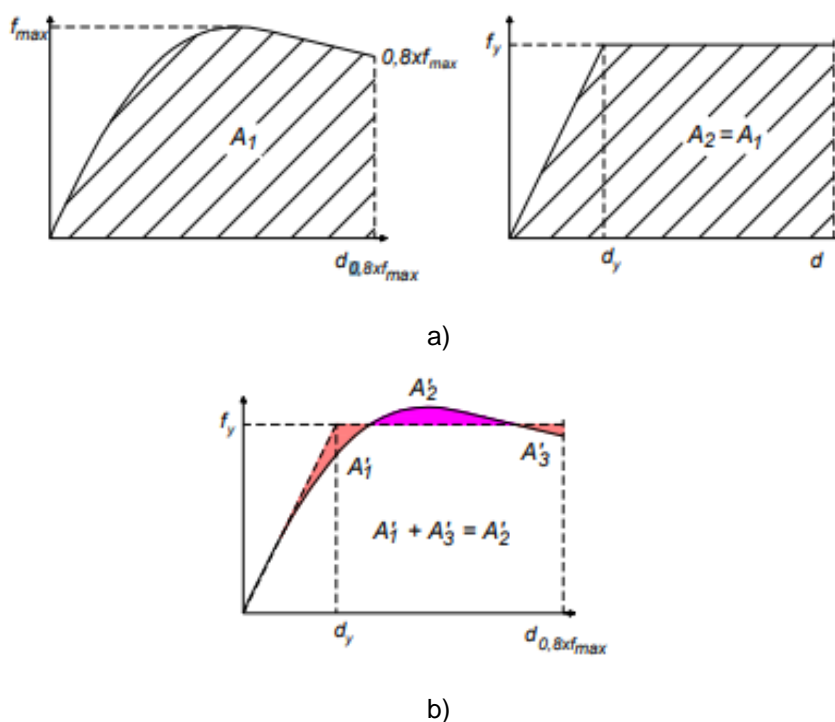 f_max
0,8xf_max
A_1
d_0,8xf_max
f_y
A_2 = A_1
d_y
d
a)
A'_2
f_y
A'_1
A'_3
A'_1 + A'_3 = A'_2
d_y
d_0,8xf_max
b)